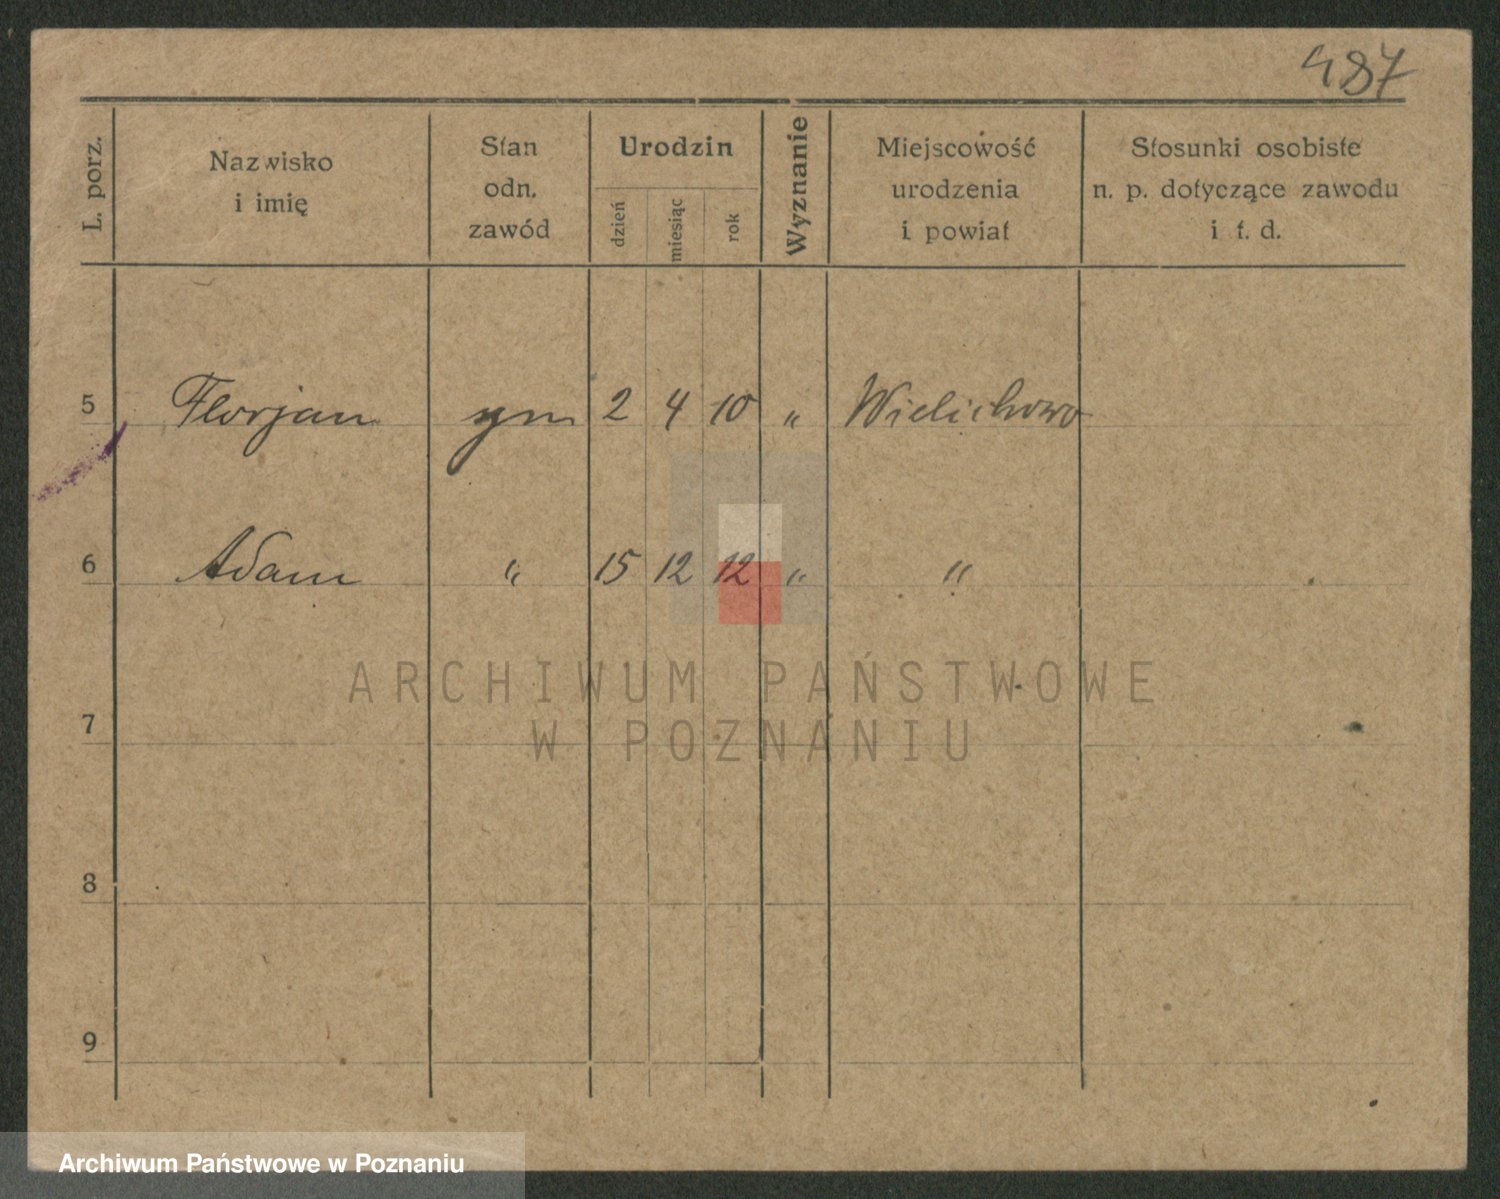 487
L. porz. Nazwisko i imię Stan odn. zawód Urodzin dzień miesiąc rok Wyznanie Miejscowość urodzenia i powiat Stosunki osobiste n. p. dotyczące zawodu i t. d.
5 Florjan syn 2 4 10 " Wielichowo
6 Adam " 15 12 12 " "
ARCHIWUM PAŃSTWOWE
7
W POZNANIU
8
9
Archiwum Państwowe w Poznaniu